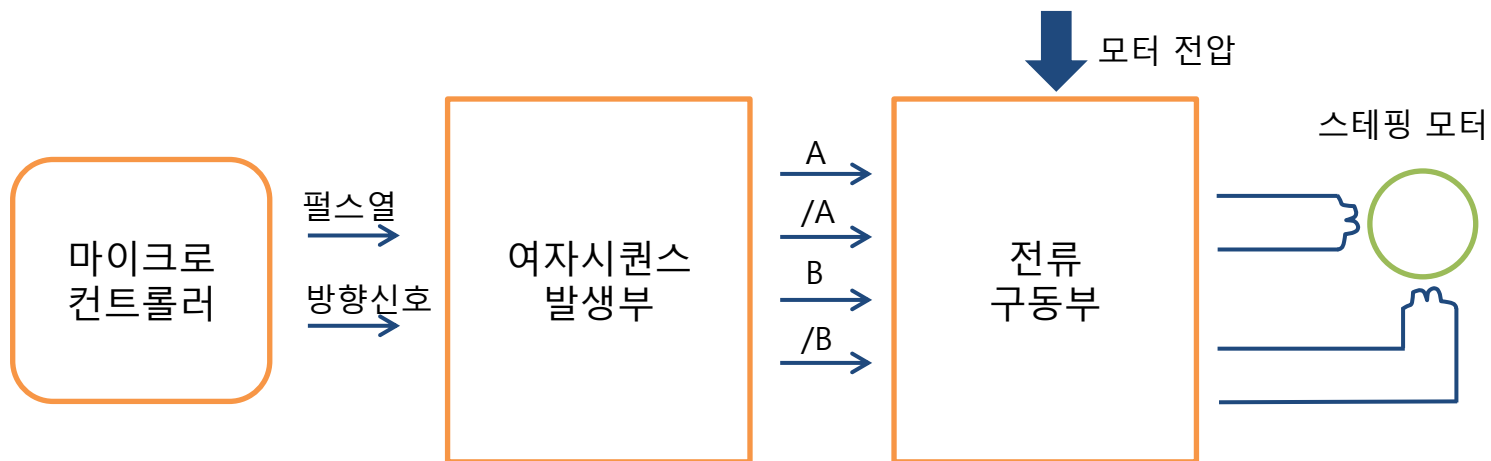 모터 전압
스테핑 모터
마이크로
컨트롤러
펄스열
방향신호
여자시퀀스
발생부
A
/A
B
/B
전류
구동부